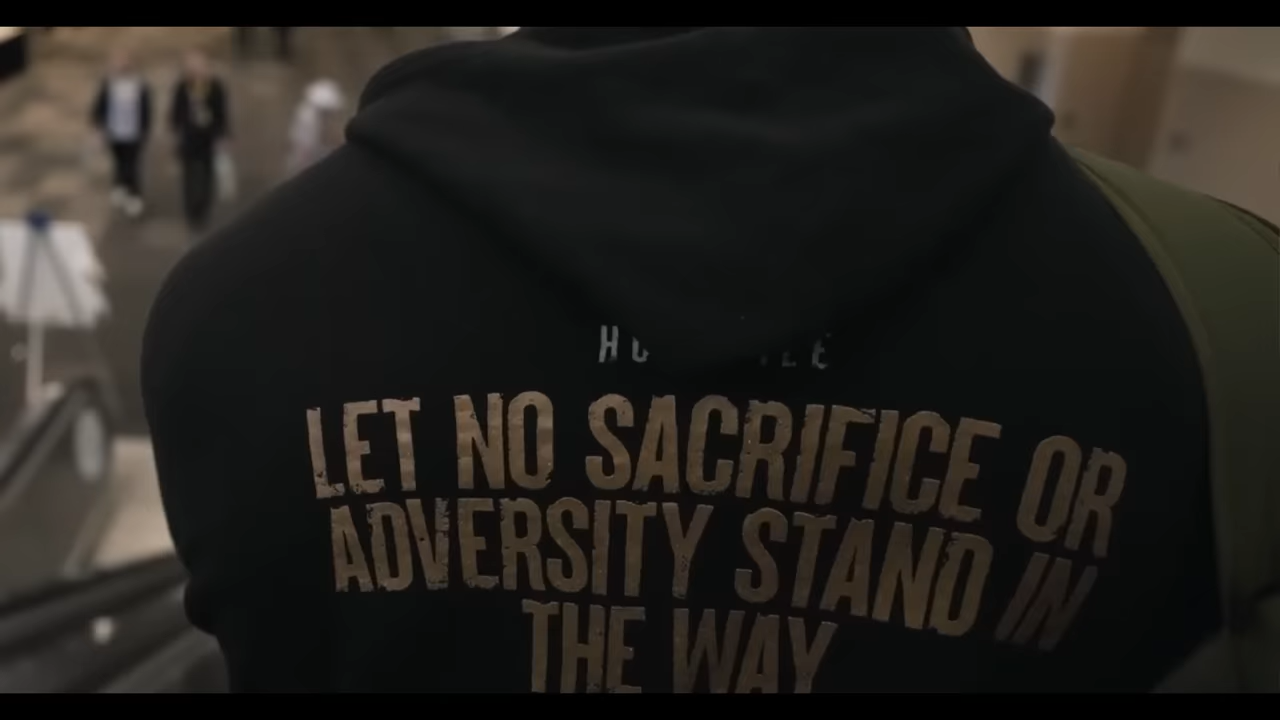 LET NO SACRIFICE OR
ADVERSITY STAND IN
THE WAY